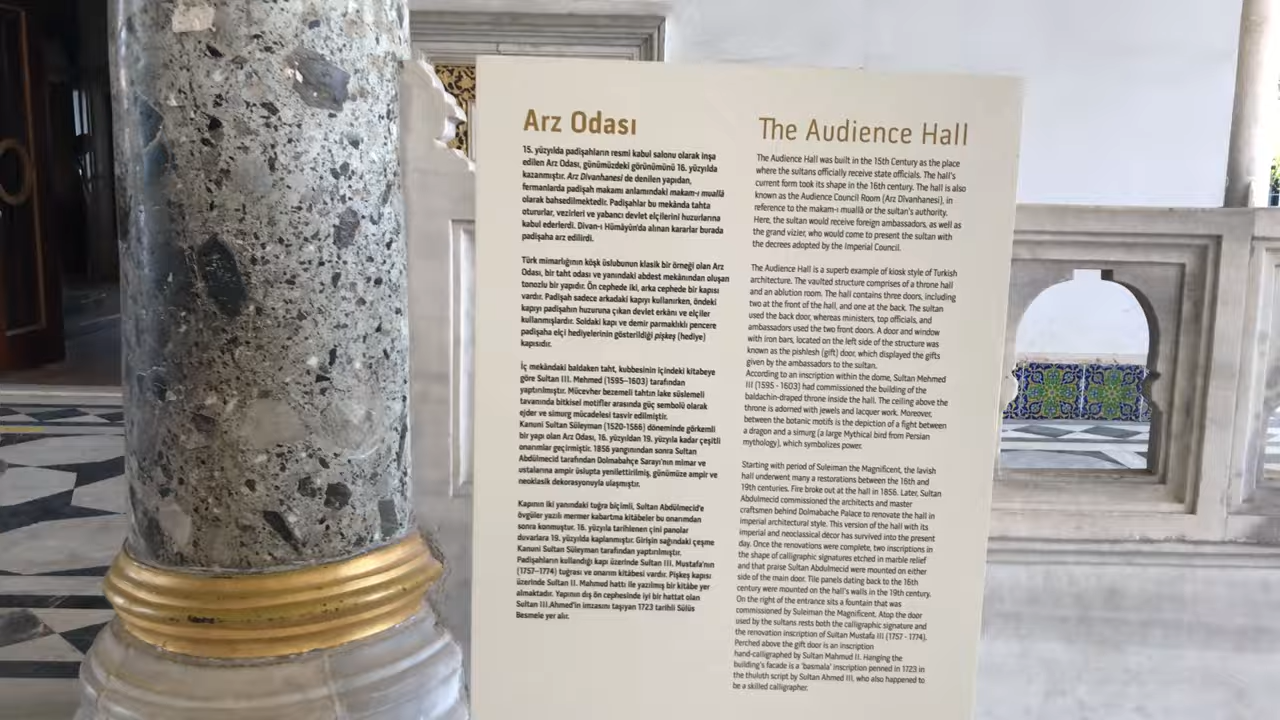 Arz Odası
15. yüzyılda padişahların resmi kabul salonu olarak inşa
edilen Arz Odası, günümüzdeki görünümünü 16. yüzyılda
kazanmıştır. Arz Divanhanesi de denilen yapıdan,
fermanlarda padişah makamı anlamındaki makam-ı muallâ
olarak bahsedilmektedir. Padişahlar bu mekânda tahta
otururlar, vezirleri ve yabancı devlet elçilerini huzurlarına
kabul ederlerdi. Divan-ı Hümâyûn'da alınan kararlar burada
padişaha arz edilirdi.
Türk mimarlığının köşk üslubunun klasik bir örneği olan Arz
Odası, bir taht odası ve yanındaki abdest mekânından oluşan
tonozlu bir yapıdır. Ön cephede iki, arka cephede bir kapısı
vardır. Padişah sadece arkadaki kapıyı kullanırken, öndeki
kapıyı padişahın huzuruna çıkan devlet erkânı ve elçiler
kullanmışlardır. Soldaki kapı ve demir parmaklıklı pencere
padişaha elçi hediyelerinin gösterildiği pişkeş (hediye)
kapısıdır.
İç mekândaki baldaken taht, kubbesinin içindeki kitabeye
göre Sultan III. Mehmed (1595–1603) tarafından
yaptırılmıştır. Mücevher bezemeli tahtın lake süslemeli
tavanında bitkisel motifler arasında güç sembolü olarak
ejder ve simurg mücadelesi tasvir edilmiştir.
Kanuni Sultan Süleyman (1520-1566) döneminde görkemli
bir yapı olan Arz Odası, 16. yüzyıldan 19. yüzyıla kadar çeşitli
onarımlar geçirmiştir. 1856 yangınından sonra Sultan
Abdülmecid tarafından Dolmabahçe Sarayı'nın mimar ve
ustalarına ampir üslupta yenilettirilmiş, günümüze ampir ve
neoklasik dekorasyonuyla ulaşmıştır.
Kapının iki yanındaki tuğra biçimli, Sultan Abdülmecid'e
övgüler yazılı mermer kabartma kitâbeler bu onarımdan
sonra konmuştur. 16. yüzyıla tarihlenen çini panolar
duvarlara 19. yüzyılda kaplanmıştır. Girişin sağındaki çeşme
Kanuni Sultan Süleyman tarafından yaptırılmıştır.
Padişahların kullandığı kapı üzerinde Sultan III. Mustafa'nın
(1757–1774) tuğrası ve onarım kitâbesi vardır. Pişkeş kapısı
üzerinde Sultan II. Mahmud hattı ile yazılmış bir kitâbe yer
almaktadır. Yapının dış ön cephesinde iyi bir hattat olan
Sultan III.Ahmed'in imzasını taşıyan 1723 tarihli Sülüs
Besmele yer alır.
The Audience Hall
The Audience Hall was built in the 15th Century as the place
where the sultans officially receive state officials. The hall's
current form took its shape in the 16th century. The hall is also
known as the Audience Council Room (Arz Divanhanesi), in
reference to the makam-ı muallâ or the sultan's authority.
Here, the sultan would receive foreign ambassadors, as well as
the grand vizier, who would come to present the sultan with
the decrees adopted by the Imperial Council.
The Audience Hall is a superb example of kiosk style of Turkish
architecture. The vaulted structure comprises of a throne hall
and an ablution room. The hall contains three doors, including
two at the front of the hall, and one at the back. The sultan
used the back door, whereas ministers, top officials, and
ambassadors used the two front doors. A door and window
with iron bars, located on the left side of the structure was
known as the pishlesh (gift) door, which displayed the gifts
given by the ambassadors to the sultan.
According to an inscription within the dome, Sultan Mehmed
III (1595 - 1603) had commissioned the building of the
baldachin-draped throne inside the hall. The ceiling above the
throne is adorned with jewels and lacquer work. Moreover,
between the botanic motifs is the depiction of a fight between
a dragon and a simurg (a large Mythical bird from Persian
mythology), which symbolizes power.
Starting with period of Suleiman the Magnificent, the lavish
hall underwent many a restorations between the 16th and
19th centuries. Fire broke out at the hall in 1856. Later, Sultan
Abdulmecid commissioned the architects and master
craftsmen behind Dolmabache Palace to renovate the hall in
imperial architectural style. This version of the hall with its
imperial and neoclassical décor has survived into the present
day. Once the renovations were complete, two inscriptions in
the shape of calligraphic signatures etched in marble relief
and that praise Sultan Abdulmecid were mounted on either
side of the main door. Tile panels dating back to the 16th
century were mounted on the hall's walls in the 19th century.
On the right of the entrance sits a fountain that was
commissioned by Suleiman the Magnificent. Atop the door
used by the sultans rests both the calligraphic signature and
the renovation inscription of Sultan Mustafa III (1757 - 1774).
Perched above the gift door is an inscription
hand-calligraphed by Sultan Mahmud II. Hanging the
building's facade is a 'basmala' inscription penned in 1723 in
the thuluth script by Sultan Ahmed III, who also happened to
be a skilled calligrapher.